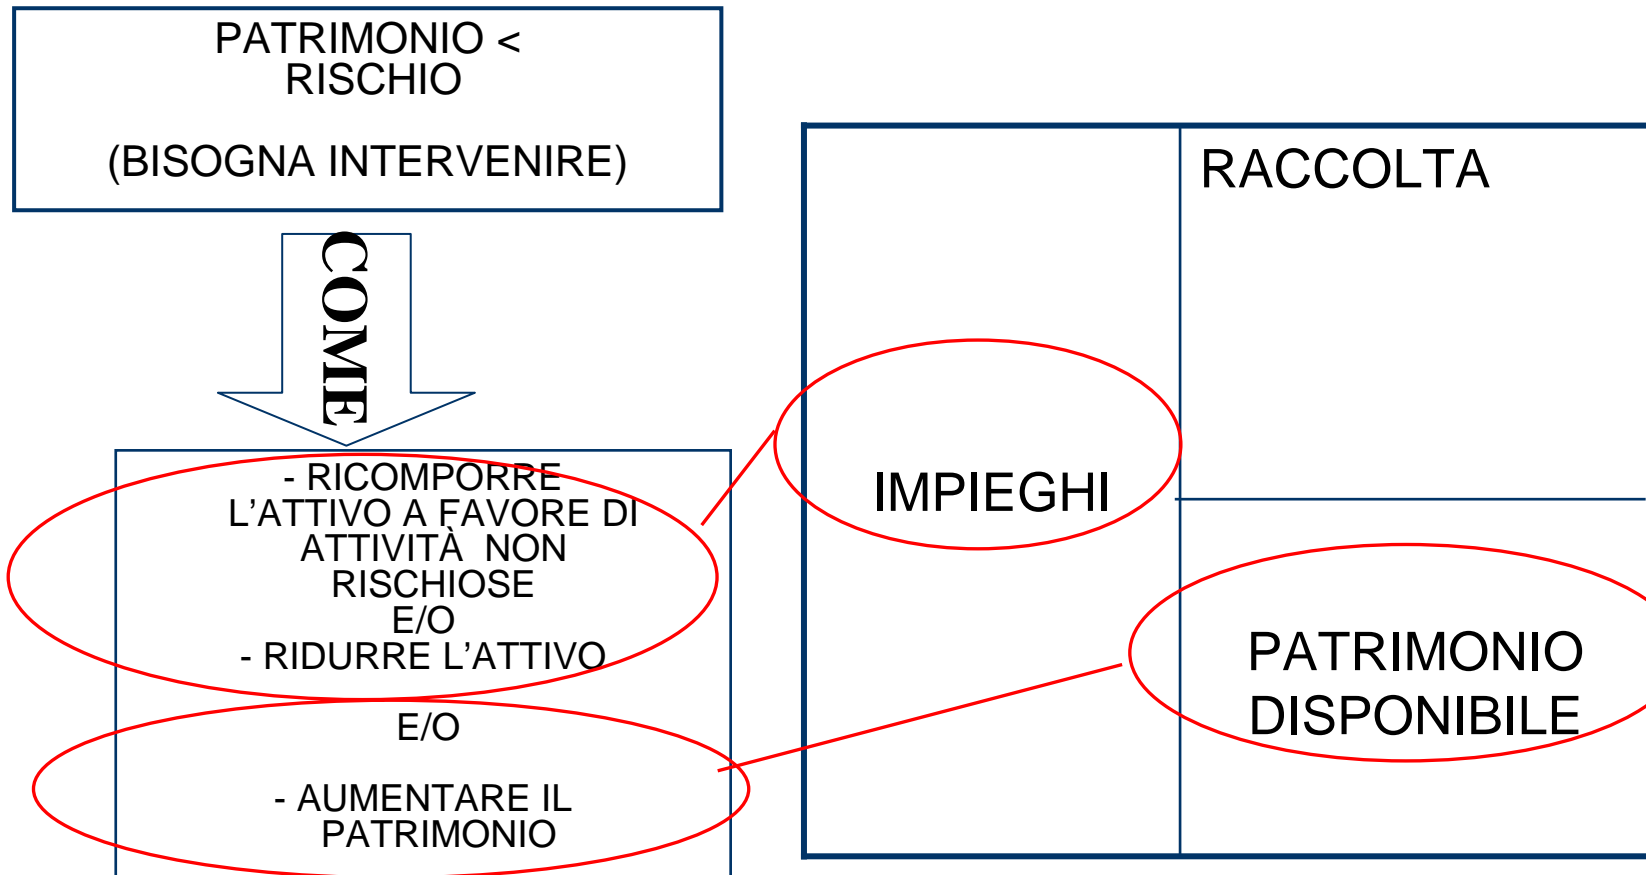 PATRIMONIO <
RISCHIO
(BISOGNA INTERVENIRE)
COME
- RICOMPORRE
L’ATTIVO A FAVORE DI
ATTIVITÀ NON
RISCHIOSE
E/O
- RIDURRE L’ATTIVO
E/O
- AUMENTARE IL
PATRIMONIO
RACCOLTA
IMPIEGHI
PATRIMONIO
DISPONIBILE